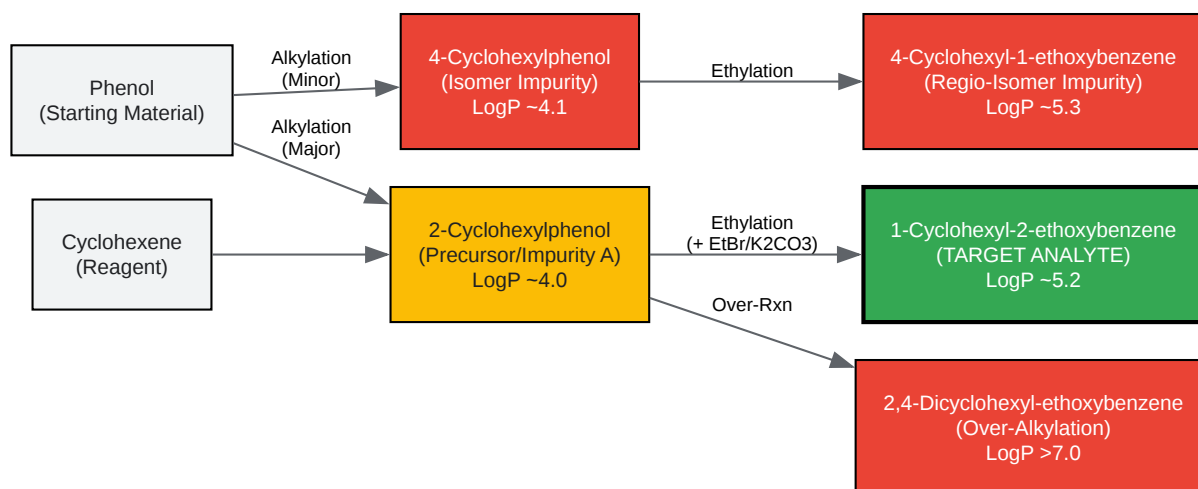 Phenol
(Starting Material)
Alkylation
(Minor)
4-Cyclohexylphenol
(Isomer Impurity)
LogP ~4.1
Ethylation
4-Cyclohexyl-1-ethoxybenzene
(Regio-Isomer Impurity)
LogP ~5.3
Alkylation
(Major)
Cyclohexene
(Reagent)
2-Cyclohexylphenol
(Precursor/Impurity A)
LogP ~4.0
Ethylation
(+ EtBr/K2CO3)
1-Cyclohexyl-2-ethoxybenzene
(TARGET ANALYTE)
LogP ~5.2
Over-Rxn
2,4-Dicyclohexyl-ethoxybenzene
(Over-Alkylation)
LogP >7.0